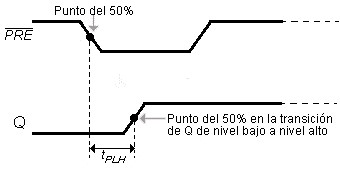 Punto del 50%
PRE
Punto del 50% en la transición
de Q de nivel bajo a nivel alto
Q
tPLH